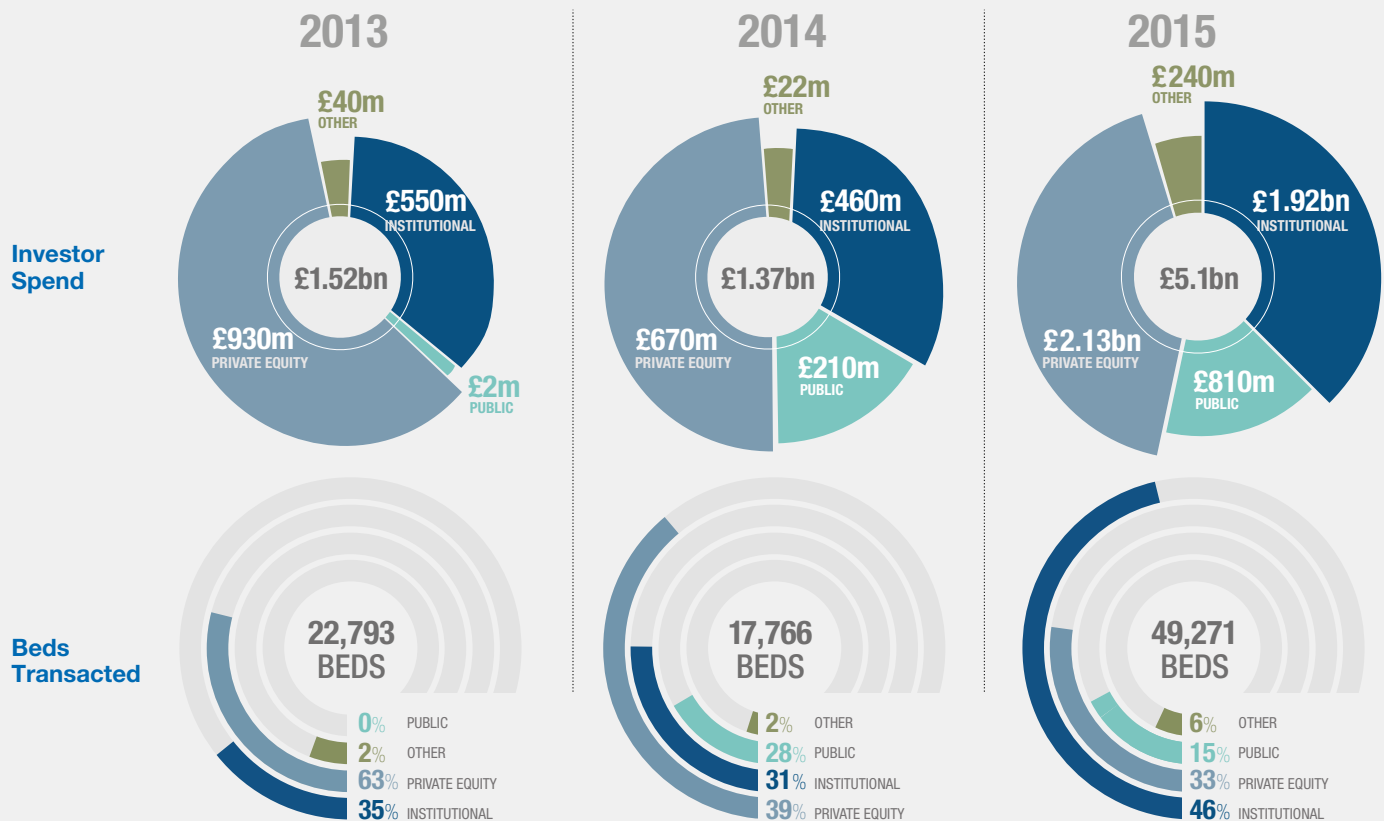 2013
2014
2015
Investor
Spend
£40m
OTHER
£550m
INSTITUTIONAL
£1.52bn
£930m
PRIVATE EQUITY
£2m
PUBLIC
£22m
OTHER
£460m
INSTITUTIONAL
£1.37bn
£670m
PRIVATE EQUITY
£210m
PUBLIC
£240m
OTHER
£1.92bn
INSTITUTIONAL
£5.1bn
£2.13bn
PRIVATE EQUITY
£810m
PUBLIC
Beds
Transacted
22,793
BEDS
0% PUBLIC
2% OTHER
63% PRIVATE EQUITY
35% INSTITUTIONAL
17,766
BEDS
2% OTHER
28% PUBLIC
31% INSTITUTIONAL
39% PRIVATE EQUITY
49,271
BEDS
6% OTHER
15% PUBLIC
33% PRIVATE EQUITY
46% INSTITUTIONAL